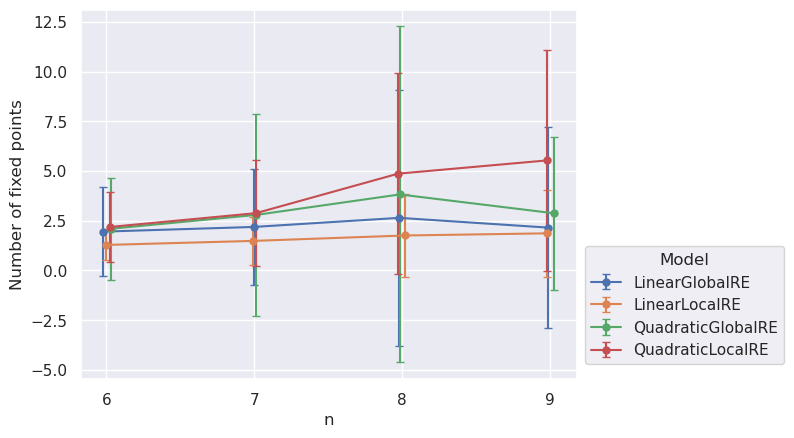 12.5
10.0
7.5
5.0
2.5
0.0
−2.5
−5.0
Number of fixed points
6 7 8 9
n
Model
LinearGlobalRE
LinearLocalRE
QuadraticGlobalRE
QuadraticLocalRE